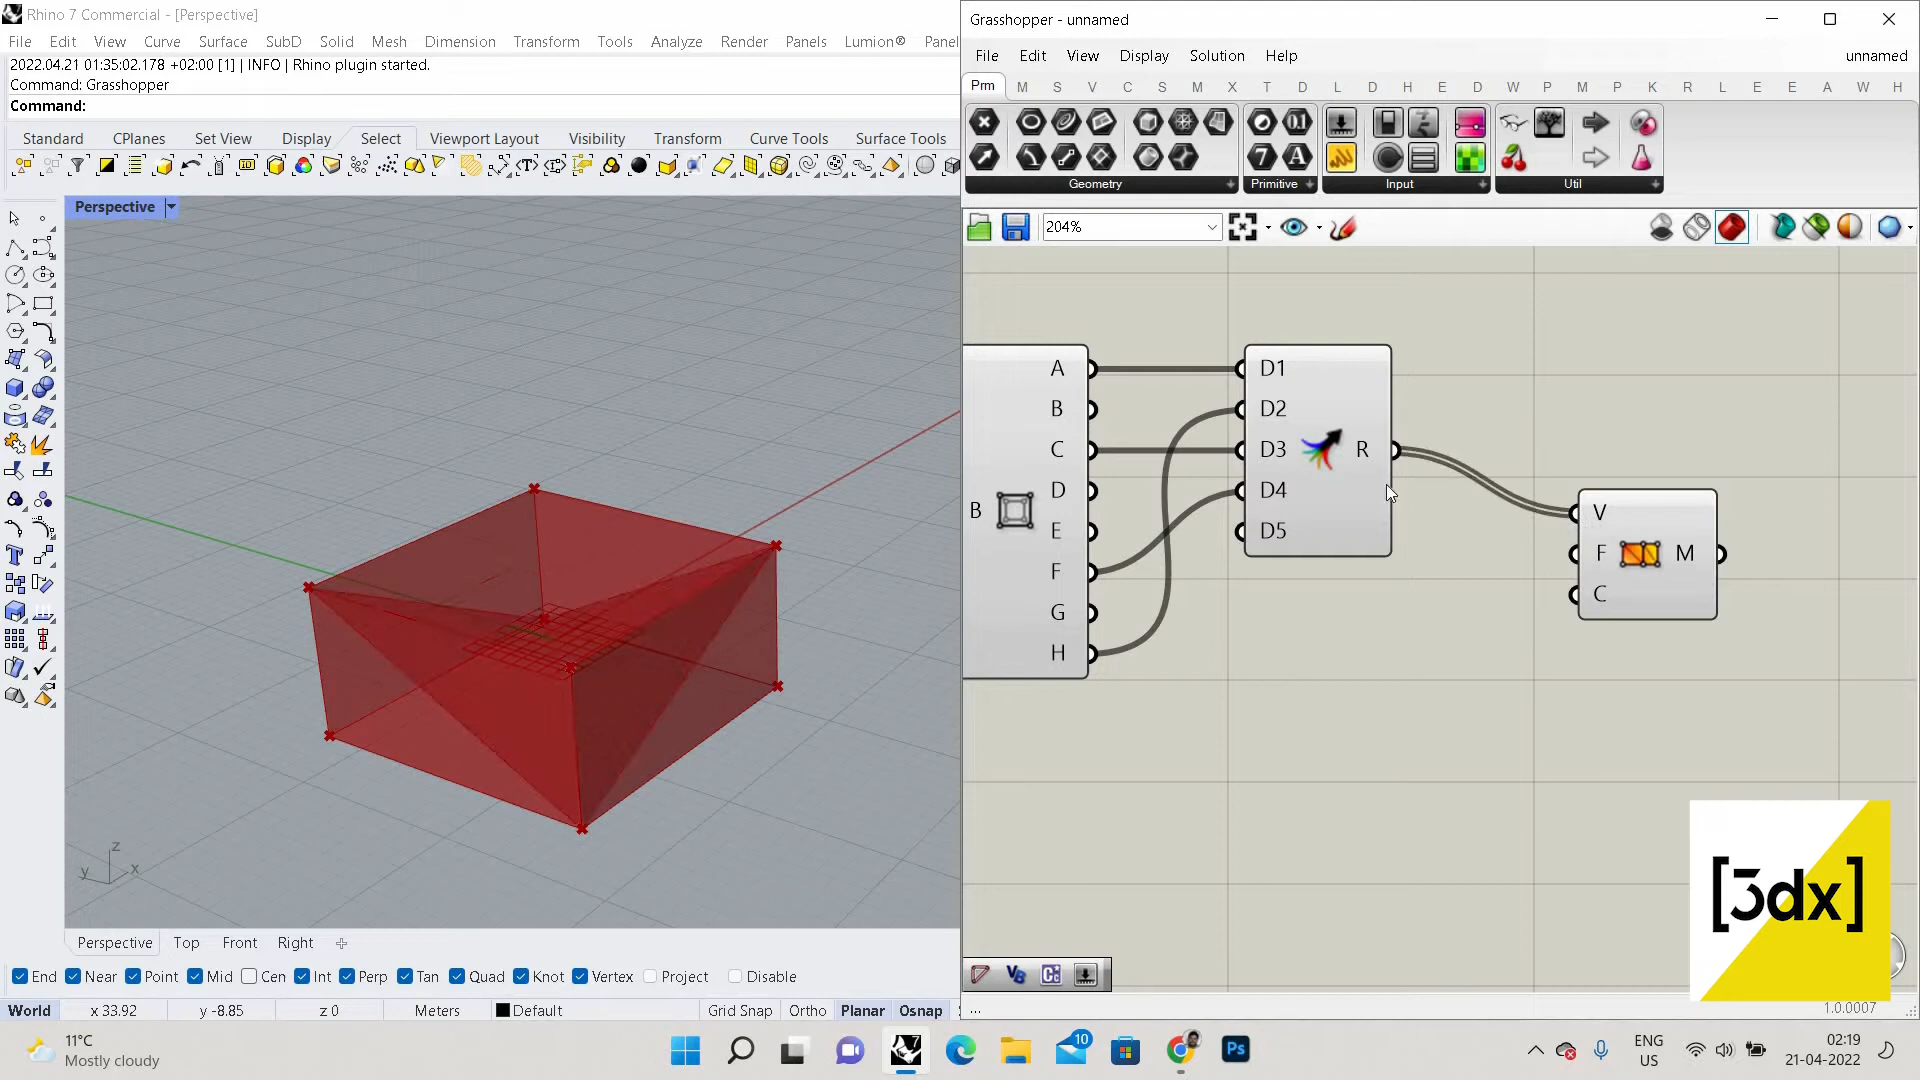 Rhino 7 Commercial - [Perspective]
File Edit View Curve Surface SubD Solid Mesh Dimension Transform Tools Analyze Render Panels Lumion® Panel
2022.04.21 01:35:02.178 +02:00 [1] | INFO | Rhino plugin started.
Command: Grasshopper
Command:
Standard CPlanes Set View Display Select Viewport Layout Visibility Transform Curve Tools Surface Tools
Perspective
z
y x
Perspective Top Front Right
End Near Point Mid Cen Int Perp Tan Quad Knot Vertex Project Disable
World x 33.92 y -8.85 z 0 Meters Default Grid Snap Ortho Planar Osnap
Grasshopper - unnamed
File Edit View Display Solution Help unnamed
Prm M S V C S M X T D L D H E D W P M P K R L E E A W H
Geometry Primitive Input Util
204%
A
B
C
D
E
F
G
H
B
D1
D2
D3
D4
D5
R
V
F
C
M
[3dx]
...
1.0.0007
11°C
Mostly cloudy
10
Ps
ENG
US
02:19
21-04-2022